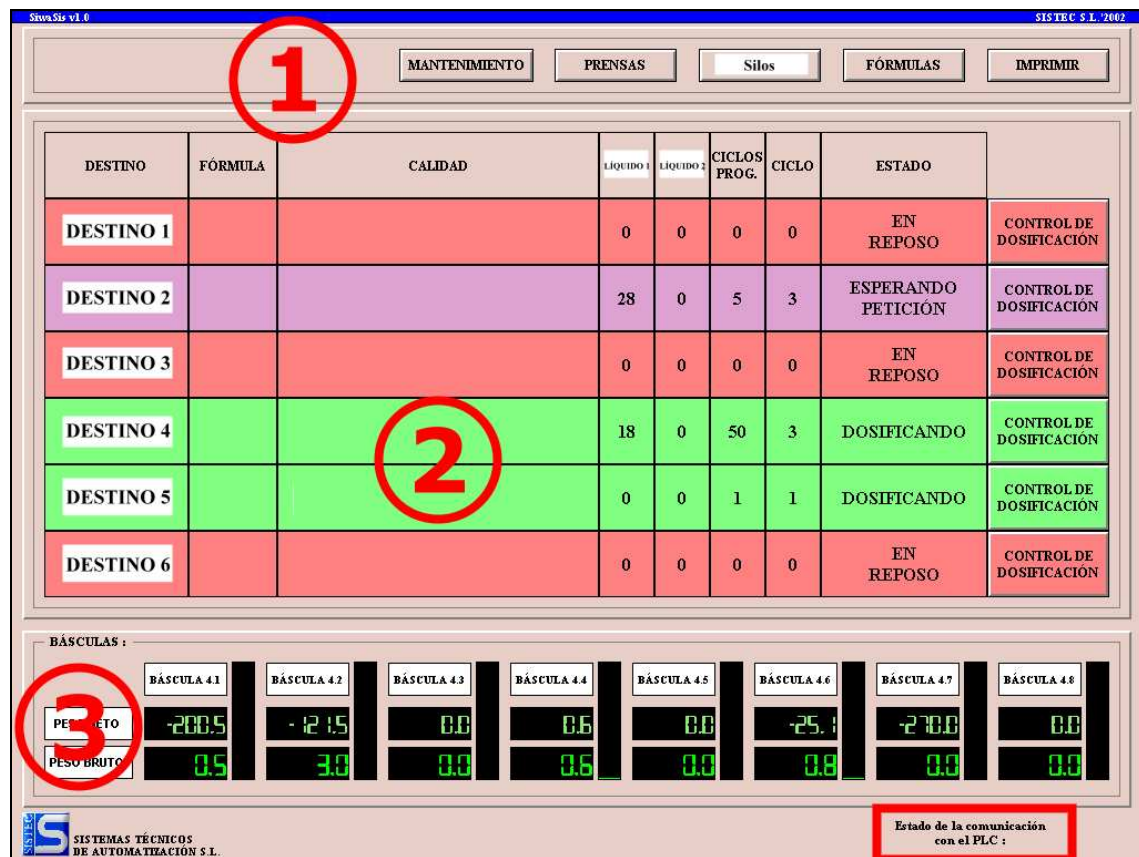 SiwaSis v1.0 SISTEC S.L.'2002
1
MANTENIMIENTO PRENSAS Silos FÓRMULAS IMPRIMIR
DESTINO FÓRMULA CALIDAD LÍQUIDO 1 LÍQUIDO 2 CICLOS PROG. CICLO ESTADO
DESTINO 1 0 0 0 0 EN REPOSO CONTROL DE DOSIFICACIÓN
DESTINO 2 28 0 5 3 ESPERANDO PETICIÓN CONTROL DE DOSIFICACIÓN
DESTINO 3 0 0 0 0 EN REPOSO CONTROL DE DOSIFICACIÓN
DESTINO 4 18 0 50 3 DOSIFICANDO CONTROL DE DOSIFICACIÓN
2
DESTINO 5 0 0 1 1 DOSIFICANDO CONTROL DE DOSIFICACIÓN
DESTINO 6 0 0 0 0 EN REPOSO CONTROL DE DOSIFICACIÓN
BÁSCULAS :
BÁSCULA 4.1 BÁSCULA 4.2 BÁSCULA 4.3 BÁSCULA 4.4 BÁSCULA 4.5 BÁSCULA 4.6 BÁSCULA 4.7 BÁSCULA 4.8
3
-200.5 -121.5 0.0 0.6 0.0 -25.1 -270.0 0.0
PESO BRUTO 0.5 3.0 0.0 0.6 0.0 0.8 0.0 0.0
SISTEC S
SISTEMAS TÉCNICOS
DE AUTOMATIZACIÓN S.L.
Estado de la comunicación
con el PLC :